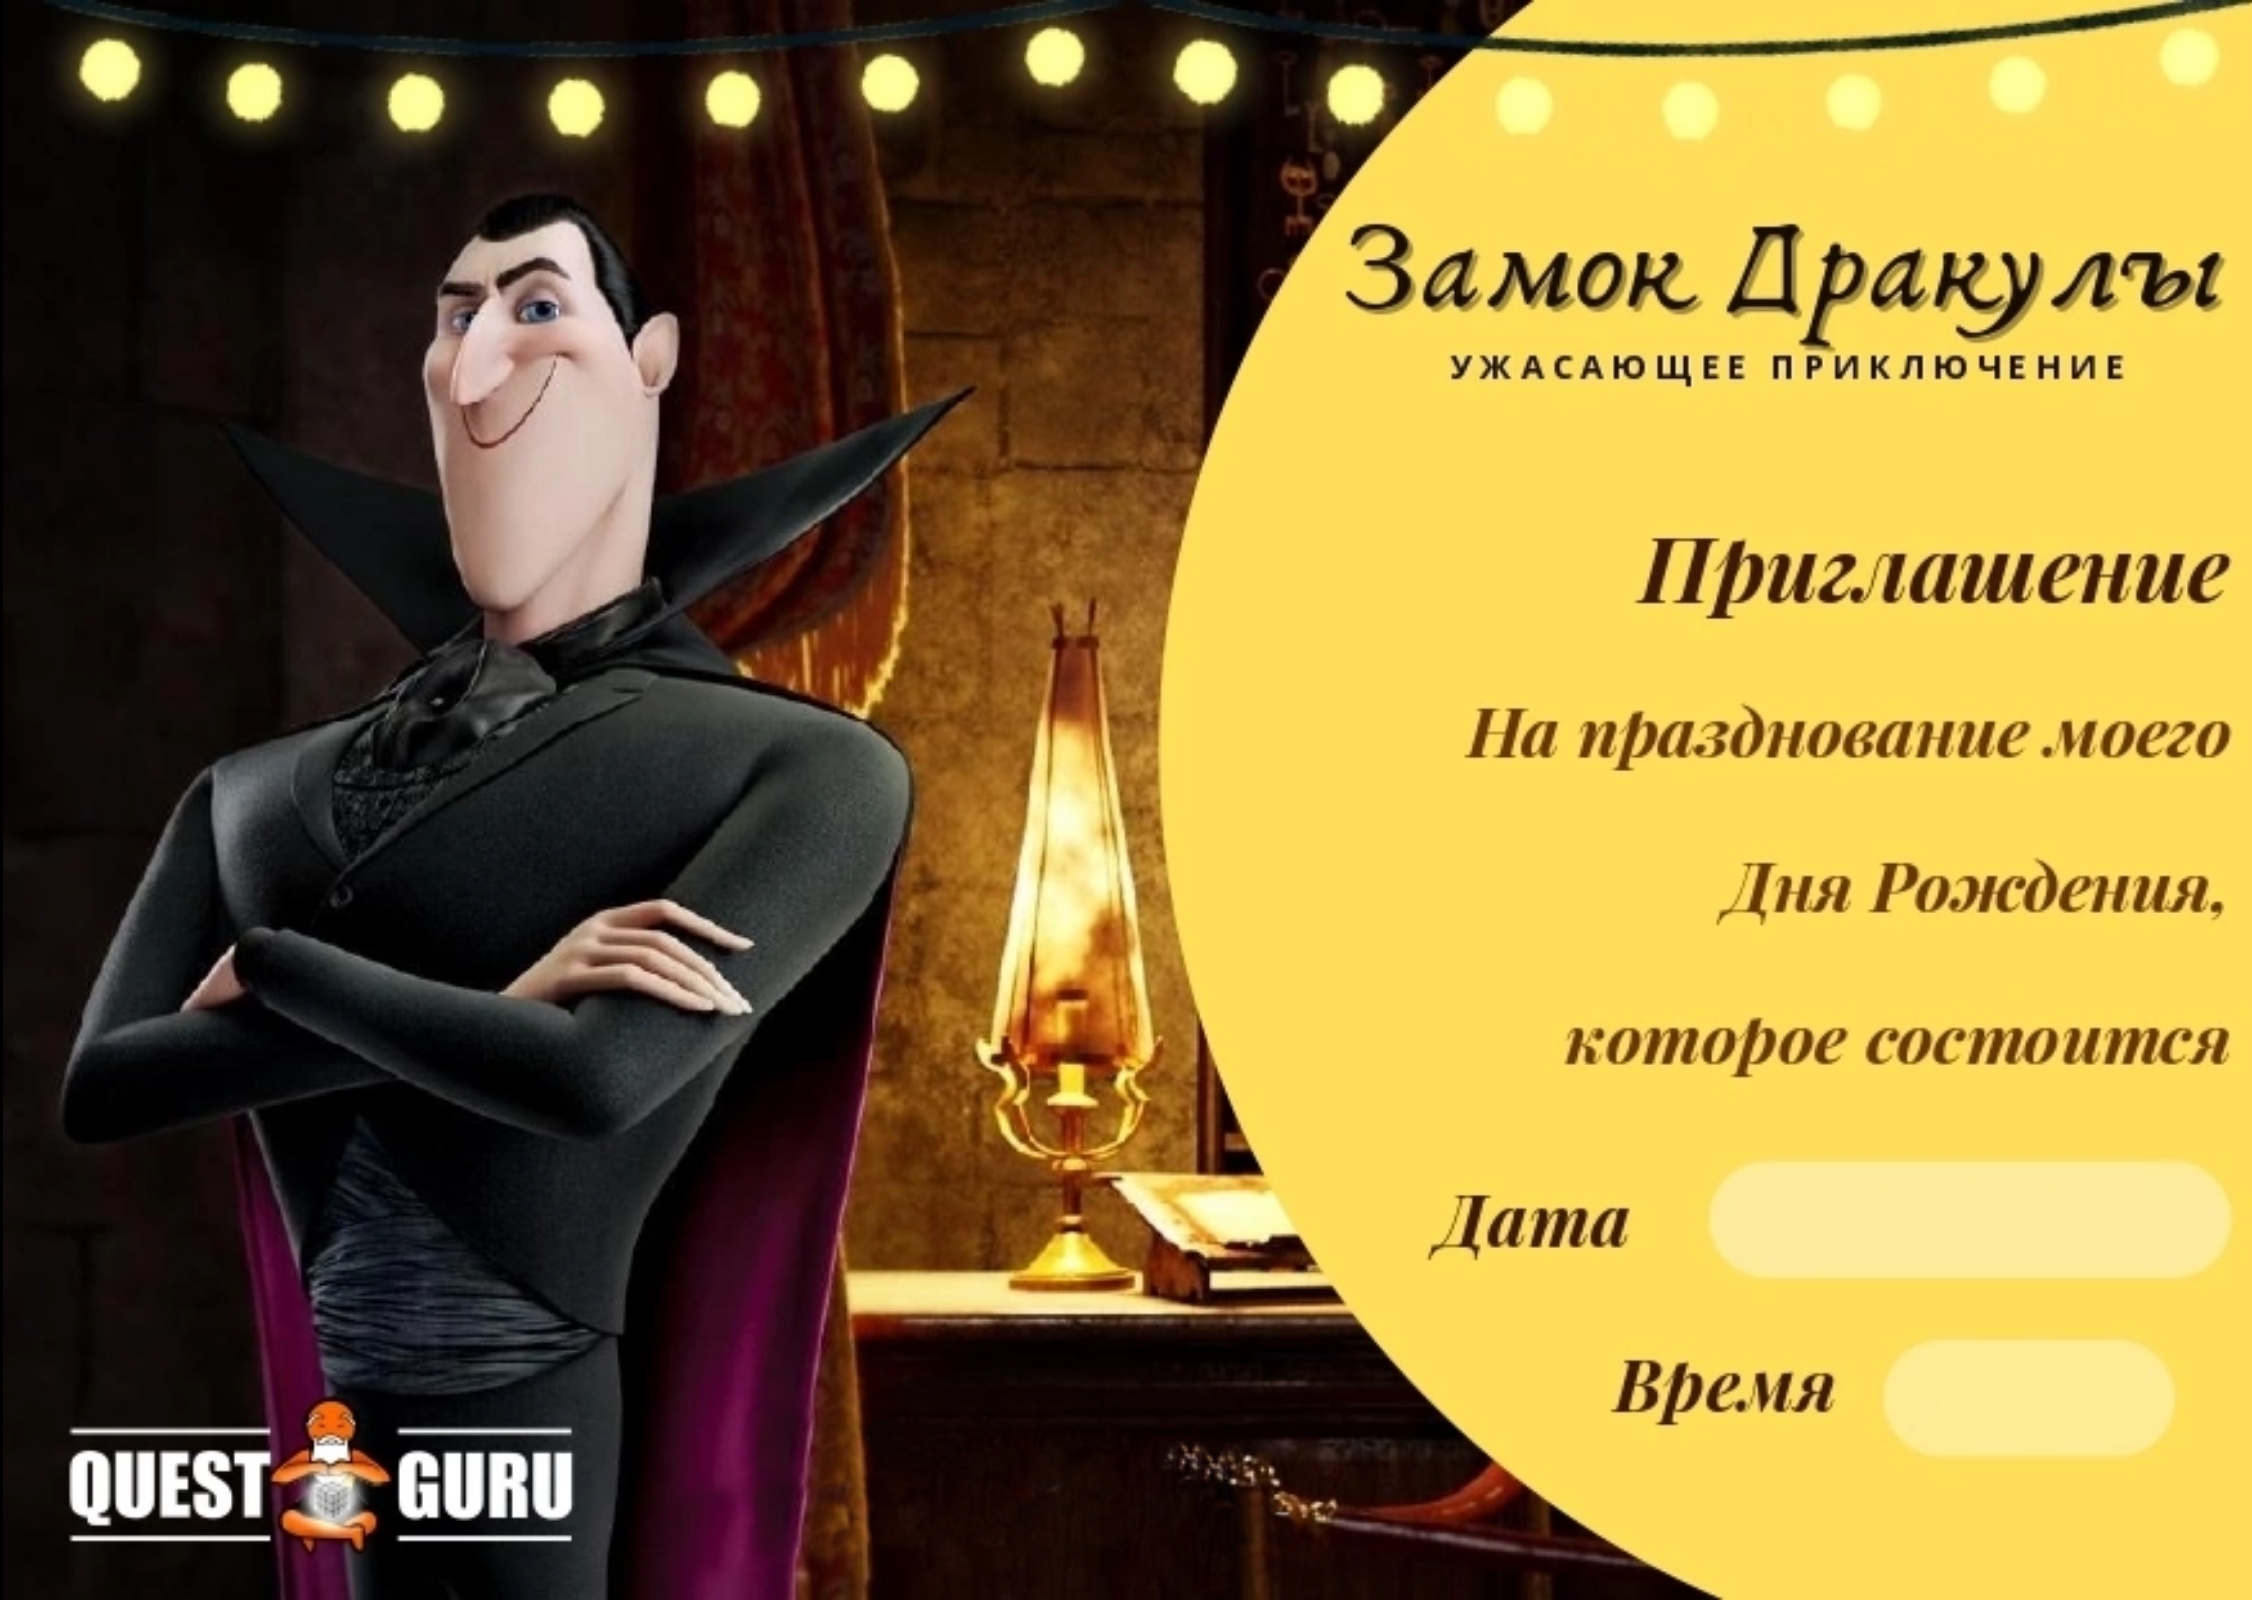 Замок Дракулы
УЖАСАЮЩЕЕ ПРИКЛЮЧЕНИЕ
Приглашение
На празднование моего
Дня Рождения,
которое состоится
Дата
Время
QUEST GURU